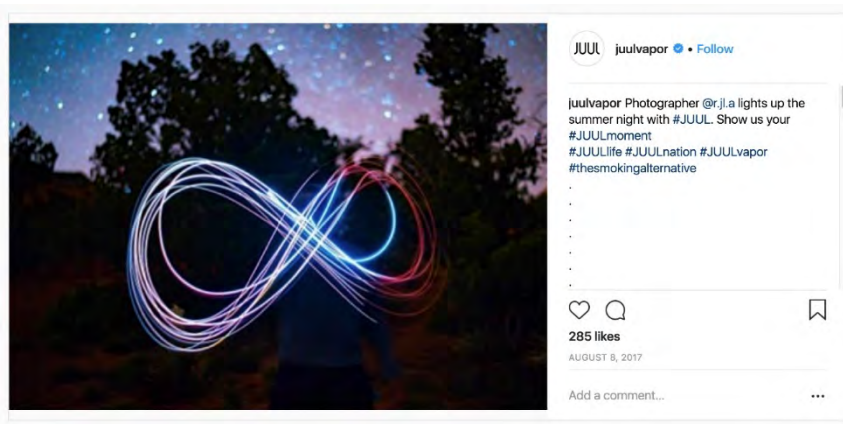 JUUL juulvapor • Follow
juulvapor Photographer @r.jl.a lights up the
summer night with #JUUL. Show us your
#JUULmoment
#JUULlife #JUULnation #JUULvapor
#thesmokingalternative
.
.
.
.
.
.
.
285 likes
AUGUST 8, 2017
Add a comment...